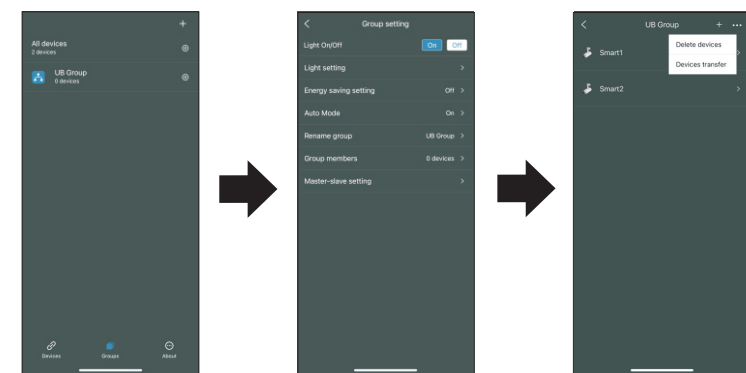 +
All devices
2 devices
UB Group
0 devices
Devices Groups About
Group setting
Light On/Off On Off
Light setting >
Energy saving setting Off >
Auto Mode On >
Rename group UB Group >
Group members 0 devices >
Master-slave setting >
< UB Group + •••
Delete devices
Smart1
Devices transfer
Smart2 >